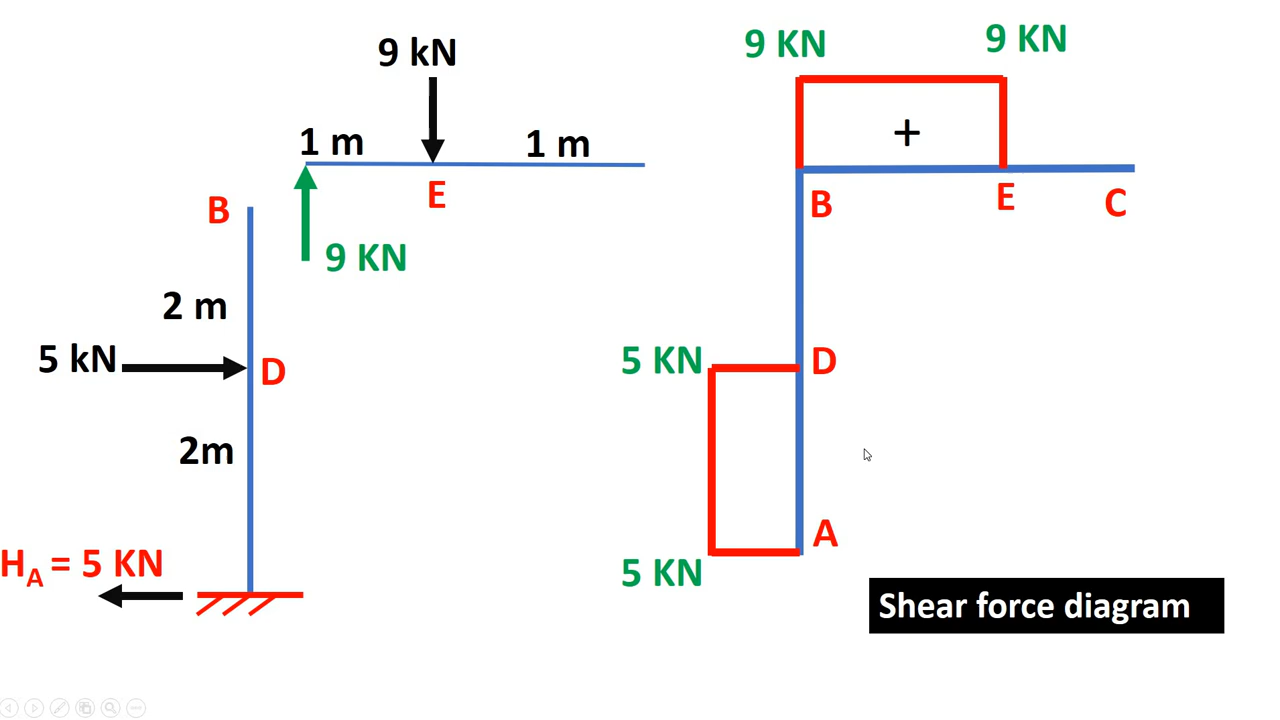 9 kN
1 m
1 m
E
9 KN
B
2 m
5 kN
D
2m
HA = 5 KN
9 KN
9 KN
+
B
E
C
5 KN
D
A
5 KN
Shear force diagram